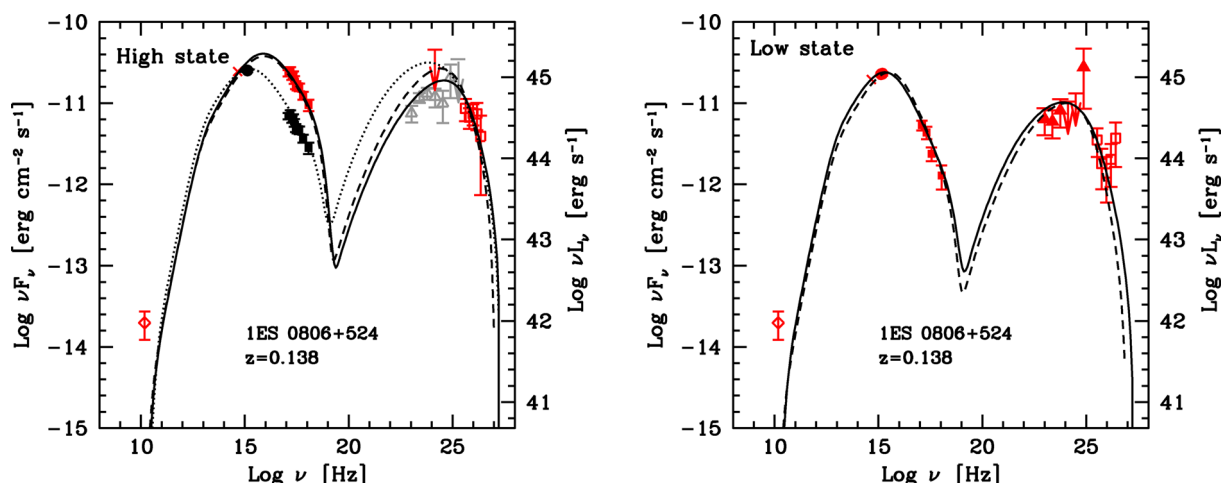 High state
-10
-11
-12
-13
-14
-15
Log νFν [erg cm⁻² s⁻¹]
45
44
43
42
41
Log νLν [erg s⁻¹]
1ES 0806+524
z=0.138
10 15 20 25
Log ν [Hz]
Low state
-10
-11
-12
-13
-14
-15
Log νFν [erg cm⁻² s⁻¹]
45
44
43
42
41
Log νLν [erg s⁻¹]
1ES 0806+524
z=0.138
10 15 20 25
Log ν [Hz]